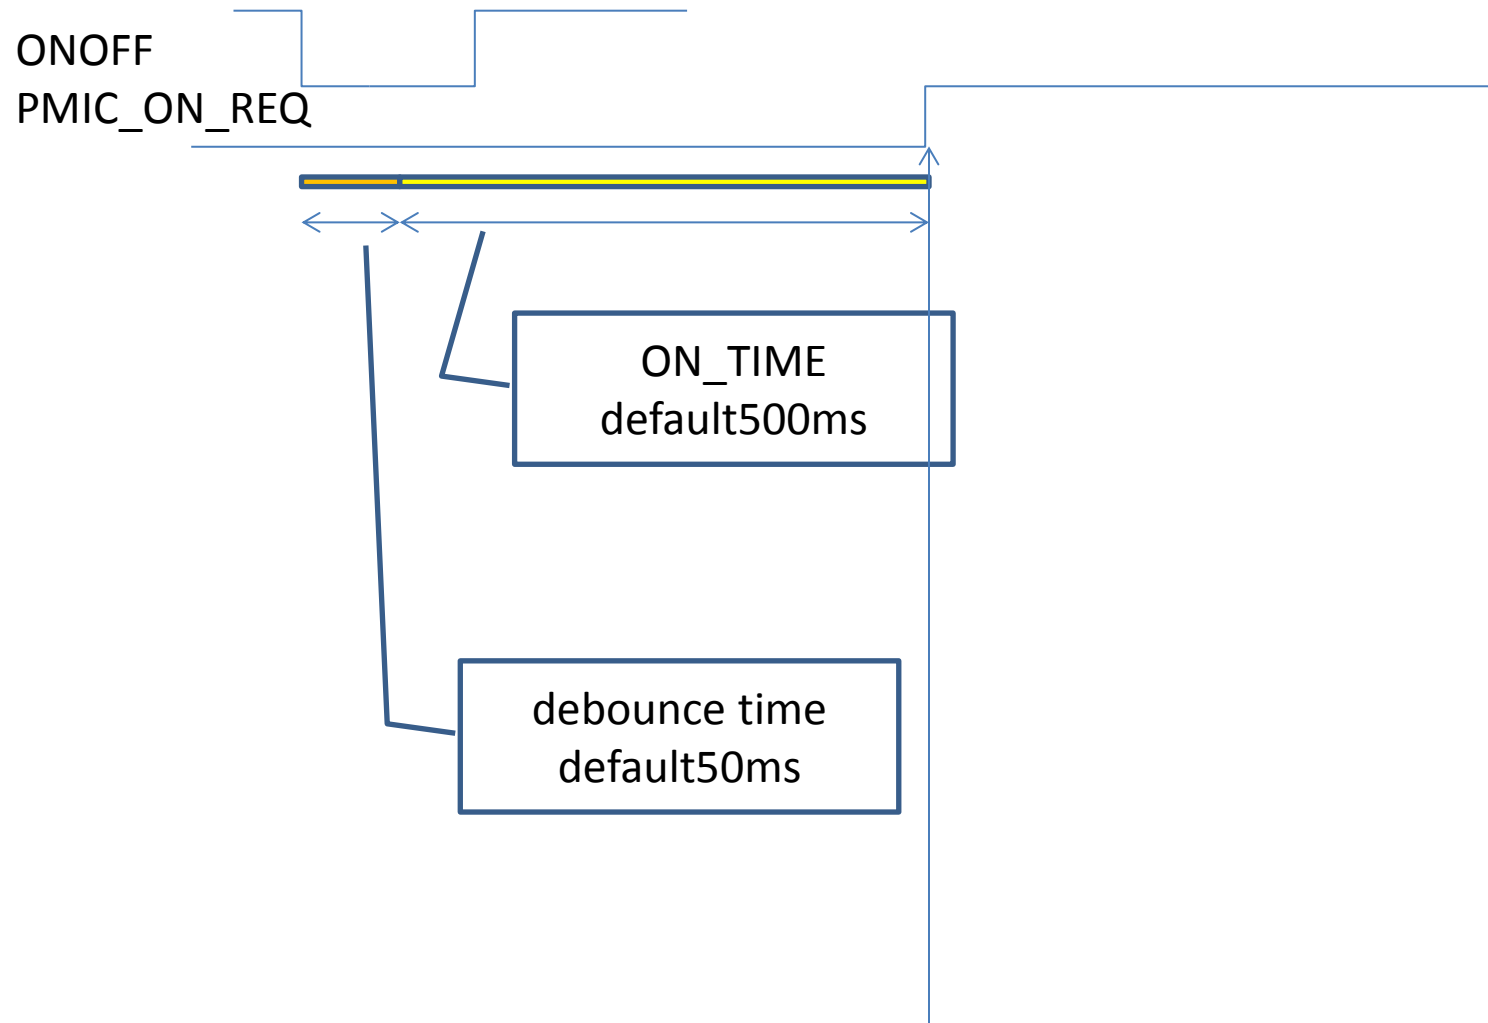 ONOFF
PMIC_ON_REQ
ON_TIME
default500ms
debounce time
default50ms